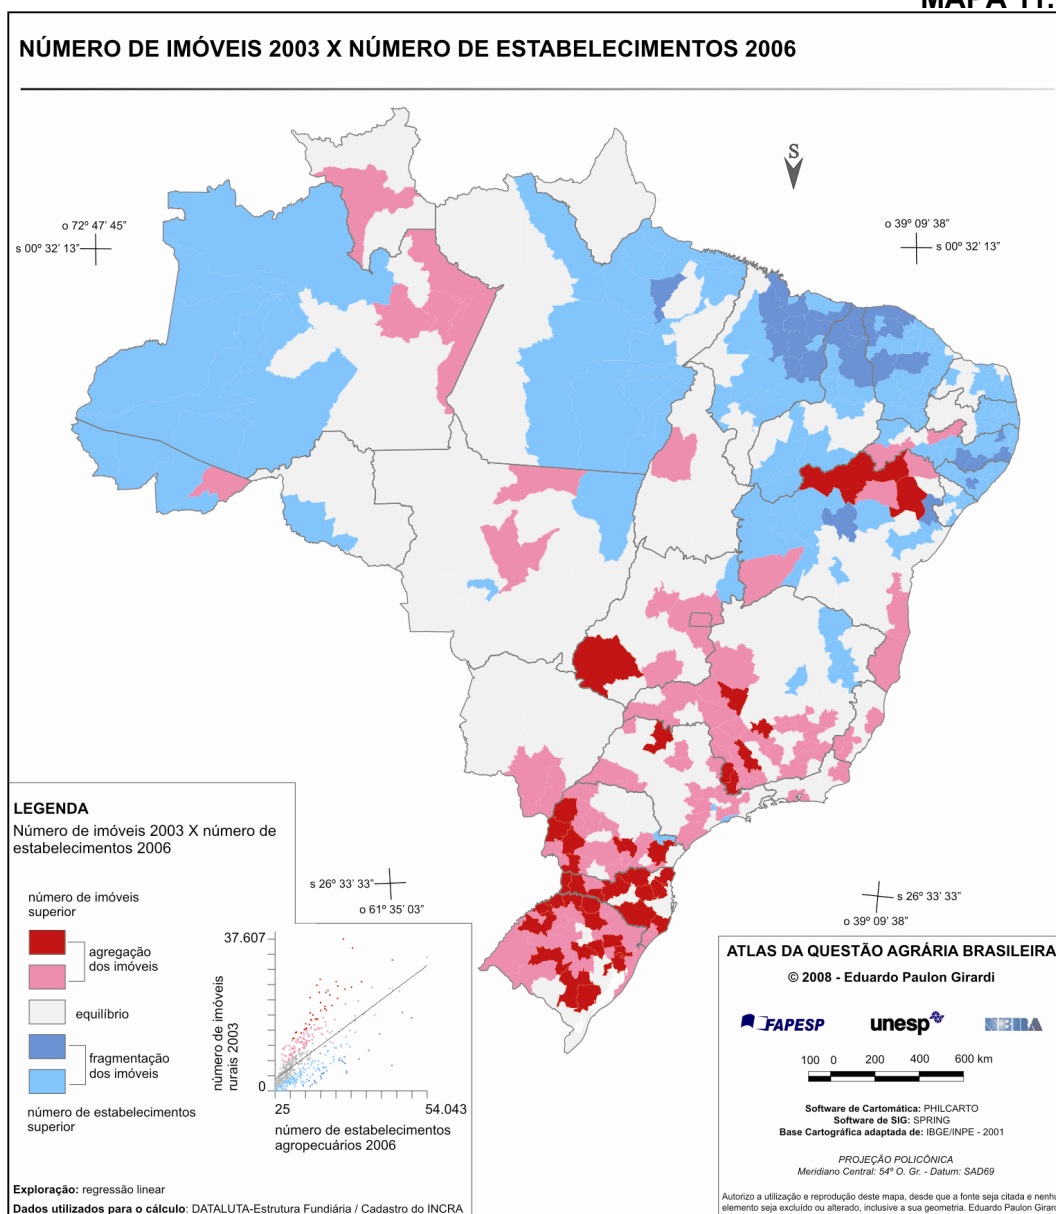 MAPA 11.
NÚMERO DE IMÓVEIS 2003 X NÚMERO DE ESTABELECIMENTOS 2006
S
o 72º 47' 45”
s 00º 32' 13”
o 39º 09' 38”
s 00º 32' 13”
LEGENDA
Número de imóveis 2003 X número de
estabelecimentos 2006
número de imóveis
superior
agregação
dos imóveis
equilíbrio
fragmentação
dos imóveis
número de estabelecimentos
superior
Exploração: regressão linear
Dados utilizados para o cálculo: DATALUTA-Estrutura Fundiária / Cadastro do INCRA
s 26º 33' 33”
o 61º 35' 03”
37.607
número de imóveis
rurais 2003
0
25
54.043
número de estabelecimentos
agropecuários 2006
s 26º 33' 33”
o 39º 09' 38”
ATLAS DA QUESTÃO AGRÁRIA BRASILEIRA
© 2008 - Eduardo Paulon Girardi
FAPESP
unesp
NERA
100 0 200 400 600 km
Software de Cartomática: PHILCARTO
Software de SIG: SPRING
Base Cartográfica adaptada de: IBGE/INPE - 2001
PROJEÇÃO POLICÔNICA
Meridiano Central: 54º O. Gr. - Datum: SAD69
Autorizo a utilização e reprodução deste mapa, desde que a fonte seja citada e nenhu
elemento seja excluído ou alterado, inclusive a sua geometria. Eduardo Paulon Girard